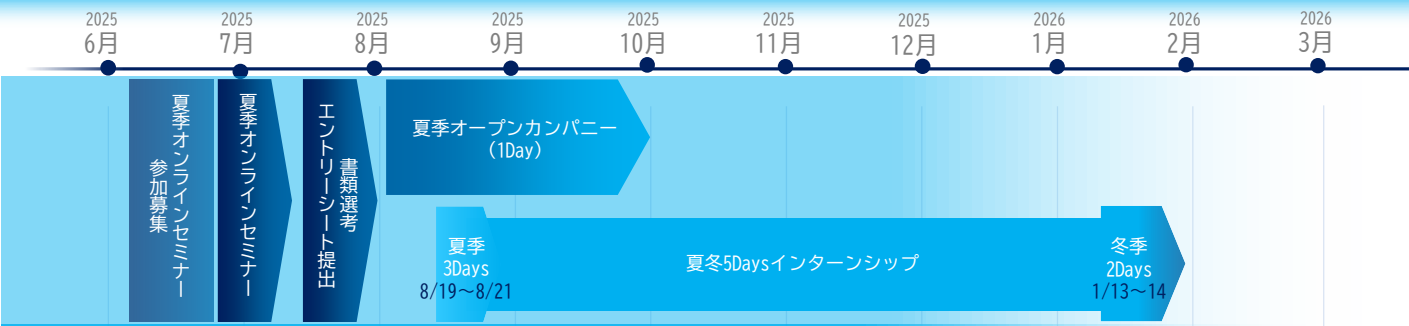 2025
6月
2025
7月
2025
8月
2025
9月
2025
10月
2025
11月
2025
12月
2026
1月
2026
2月
2026
3月
夏季オンラインセミナー
参加募集
夏季オンラインセミナー
書類選考
エントリーシート提出
夏季オープンカンパニー
(1Day)
夏季
3Days
8/19～8/21
夏冬5Daysインターンシップ
冬季
2Days
1/13～14